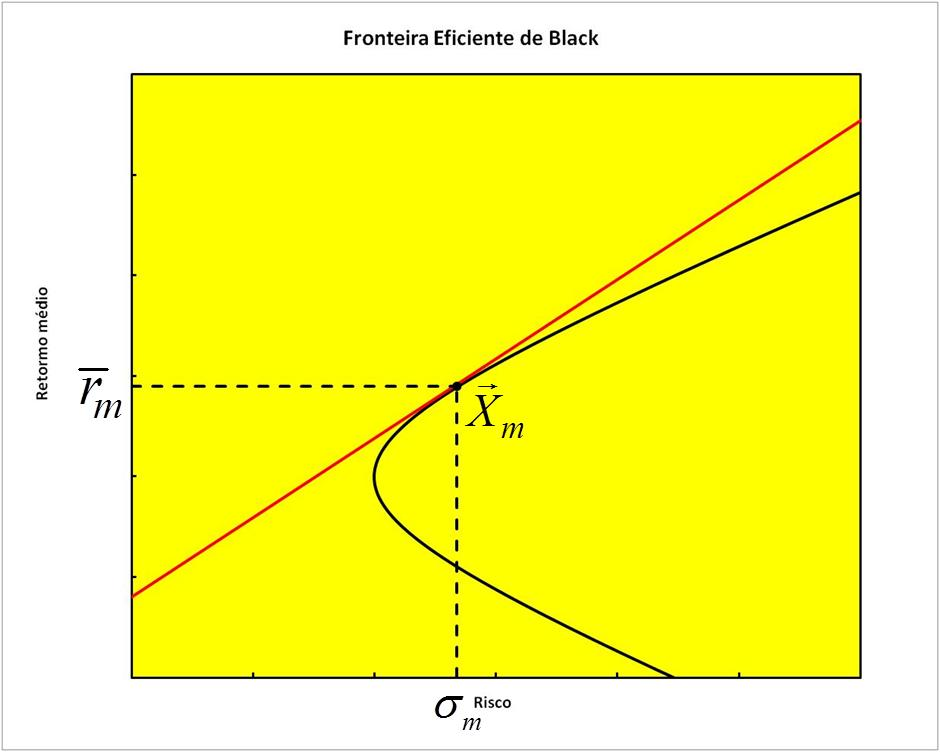 Fronteira Eficiente de Black
Retormo médio
r̅ₘ
X⃗ₘ
σₘ
Risco